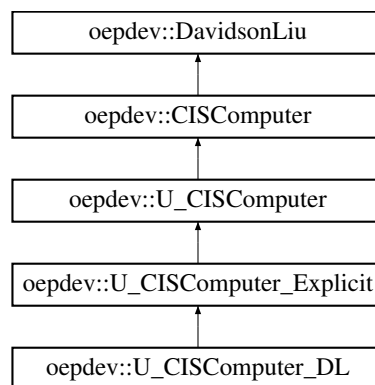 oepdev::DavidsonLiu
oepdev::CISComputer
oepdev::U_CISComputer
oepdev::U_CISComputer_Explicit
oepdev::U_CISComputer_DL